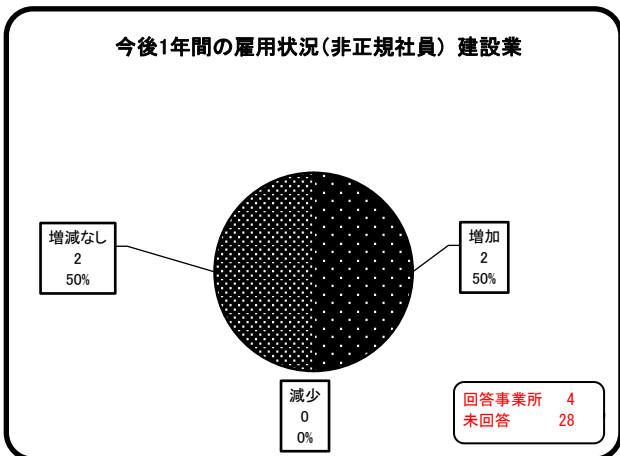 今後1年間の雇用状況(非正規社員) 建設業
増減なし
2
50%
増加
2
50%
減少
0
0%
回答事業所 4
未回答 28